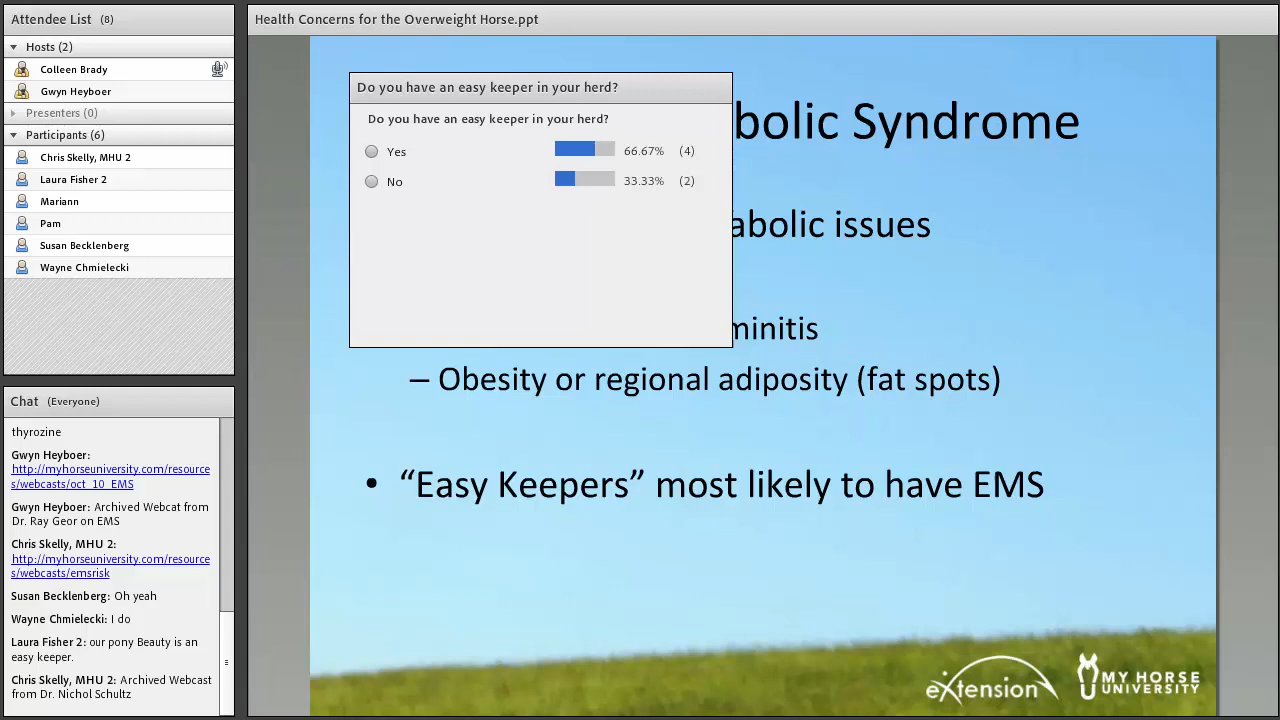 Attendee List (8)
Hosts (2)
Colleen Brady
Gwyn Heyboer
Presenters (0)
Participants (6)
Chris Skelly, MHU 2
Laura Fisher 2
Mariann
Pam
Susan Becklenberg
Wayne Chmielecki
Chat (Everyone)
thyrozine
Gwyn Heyboer:
http://myhorseuniversity.com/resource
s/webcasts/oct_10_EMS
Gwyn Heyboer: Archived Webcat from
Dr. Ray Geor on EMS
Chris Skelly, MHU 2:
http://myhorseuniversity.com/resource
s/webcasts/emsrisk
Susan Becklenberg: Oh yeah
Wayne Chmielecki: I do
Laura Fisher 2: our pony Beauty is an
easy keeper.
Chris Skelly, MHU 2: Archived Webcast
from Dr. Nichol Schultz
Health Concerns for the Overweight Horse.ppt
Do you have an easy keeper in your herd?
Do you have an easy keeper in your herd?
Yes 66.67% (4)
No 33.33% (2)
bolic Syndrome
abolic issues
minitis
– Obesity or regional adiposity (fat spots)
• “Easy Keepers” most likely to have EMS
eXtension
MY HORSE
UNIVERSITY